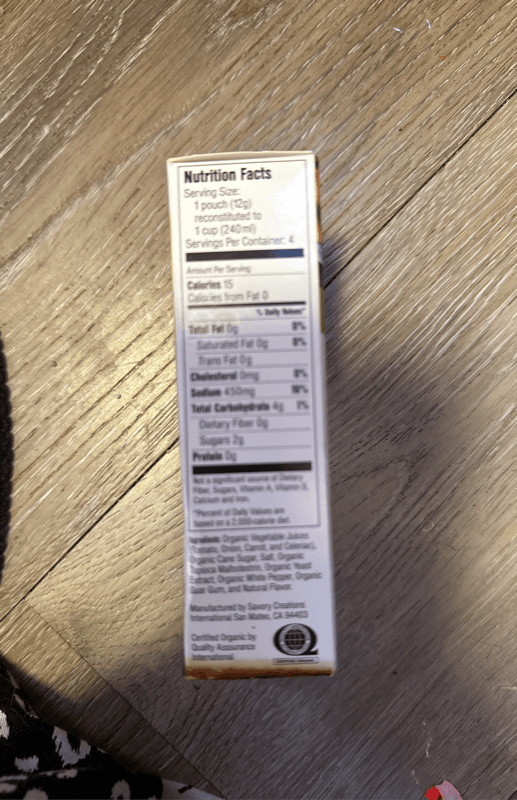 Nutrition Facts
Serving Size:
1 pouch (12g)
reconstituted to
1 cup (240ml)
Servings Per Container: 4
Amount Per Serving
Calories 15
Calories from Fat 0
% Daily Values*
Total Fat 0g 0%
Saturated Fat 0g 0%
Trans Fat 0g
Cholesterol 0mg 0%
Sodium 450mg
Total Carbohydrate 4g 1%
Dietary Fiber 0g
Sugars 2g
Protein 0g
Not a significant source of Dietary
Fiber, Sugars, Vitamin A, Vitamin
Calcium and Iron.
*Percent of Daily Values are
based on a 2,000 calorie diet.
Ingredients: Organic Vegetable Juices
(Tomato, Onion, Carrot, and Celeriac),
Organic Cane Sugar, Salt, Organic
Tapioca Maltodextrin, Organic Yeast
Extract, Organic White Pepper, Organic
Guar Gum, and Natural Flavor.
Manufactured by Savory Creations
International San Mateo, CA 94403
Certified Organic by
Quality Asssurance
International